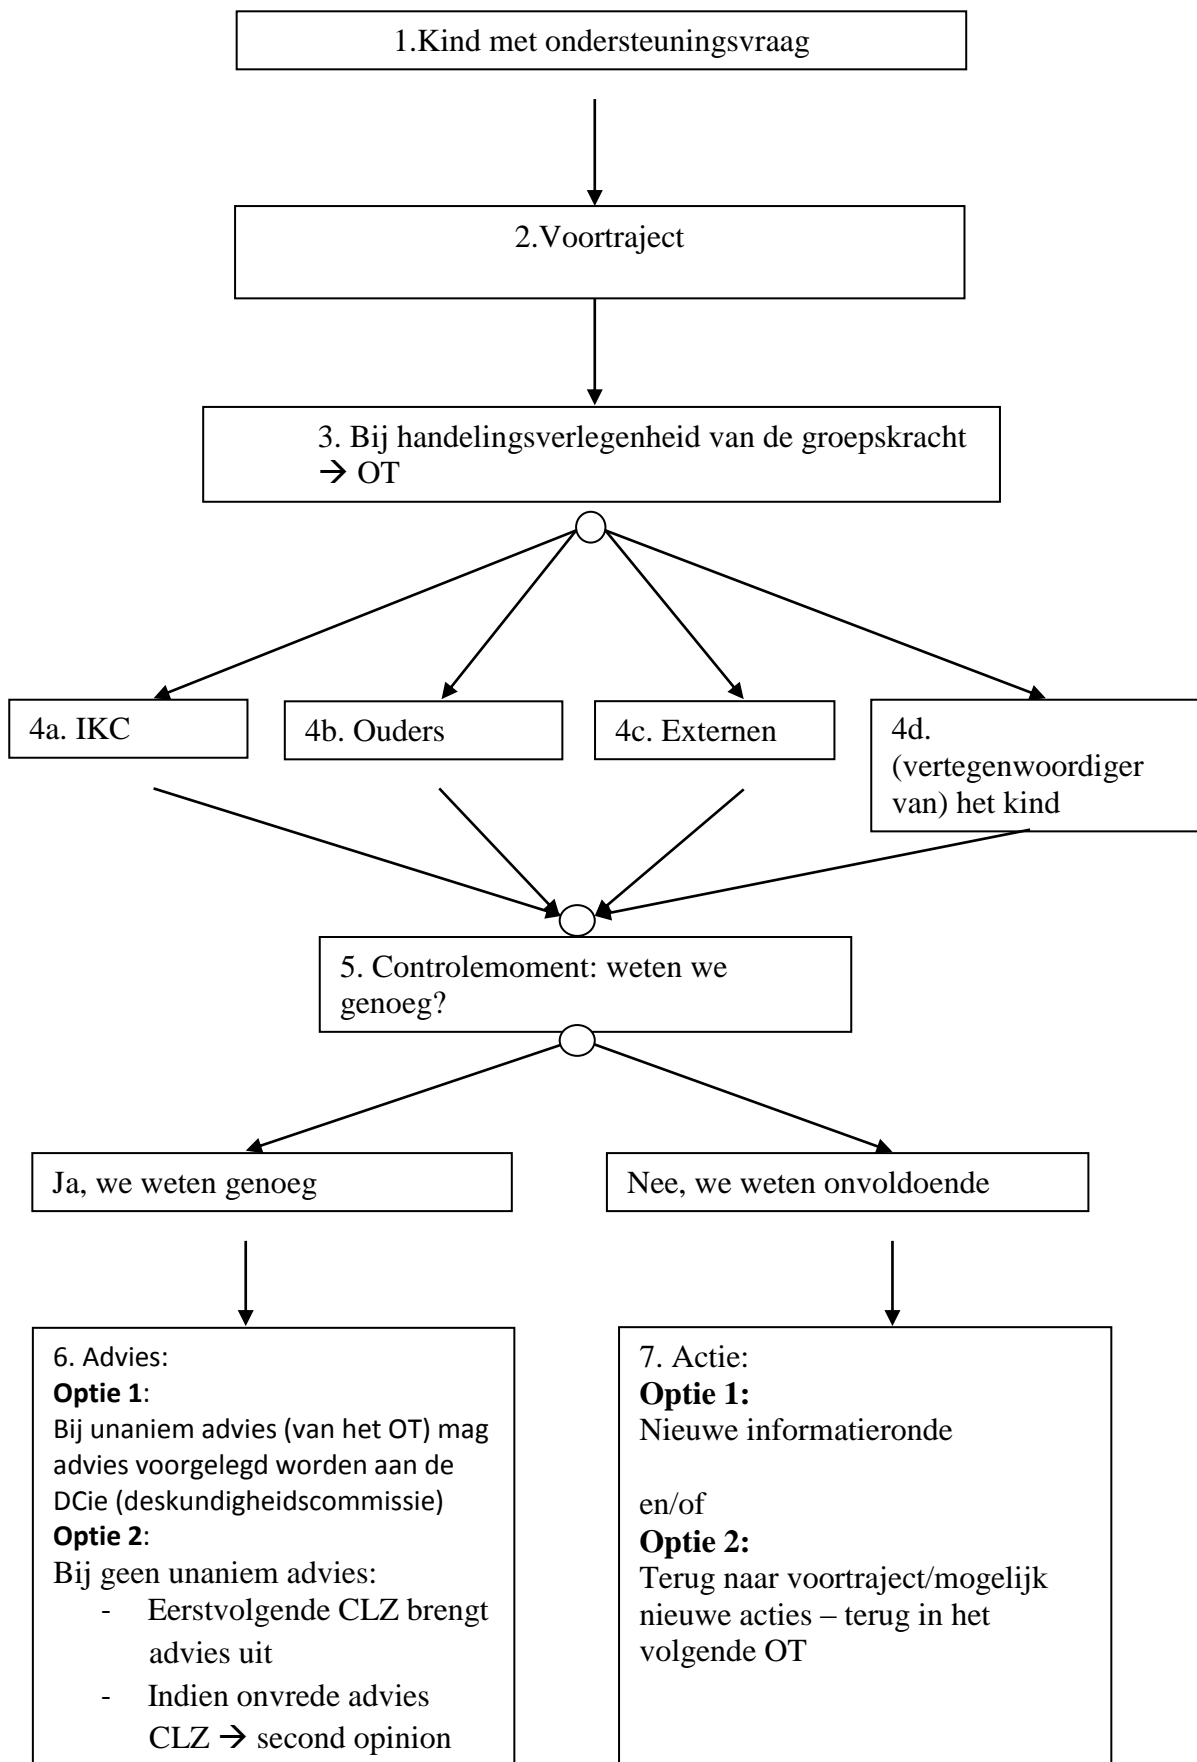 1.Kind met ondersteuningsvraag
2.Voortraject
3. Bij handelingsverlegenheid van de groepskracht
→ OT
4a. IKC
4b. Ouders
4c. Externen
4d.
(vertegenwoordiger
van) het kind
5. Controlemoment: weten we
genoeg?
Ja, we weten genoeg
Nee, we weten onvoldoende
6. Advies:
Optie 1:
Bij unaniem advies (van het OT) mag
advies voorgelegd worden aan de
DCie (deskundigheidscommissie)
Optie 2:
Bij geen unaniem advies:
- Eerstvolgende CLZ brengt
advies uit
- Indien onvrede advies
CLZ → second opinion
7. Actie:
Optie 1:
Nieuwe informatieronde
en/of
Optie 2:
Terug naar voortraject/mogelijk
nieuwe acties – terug in het
volgende OT